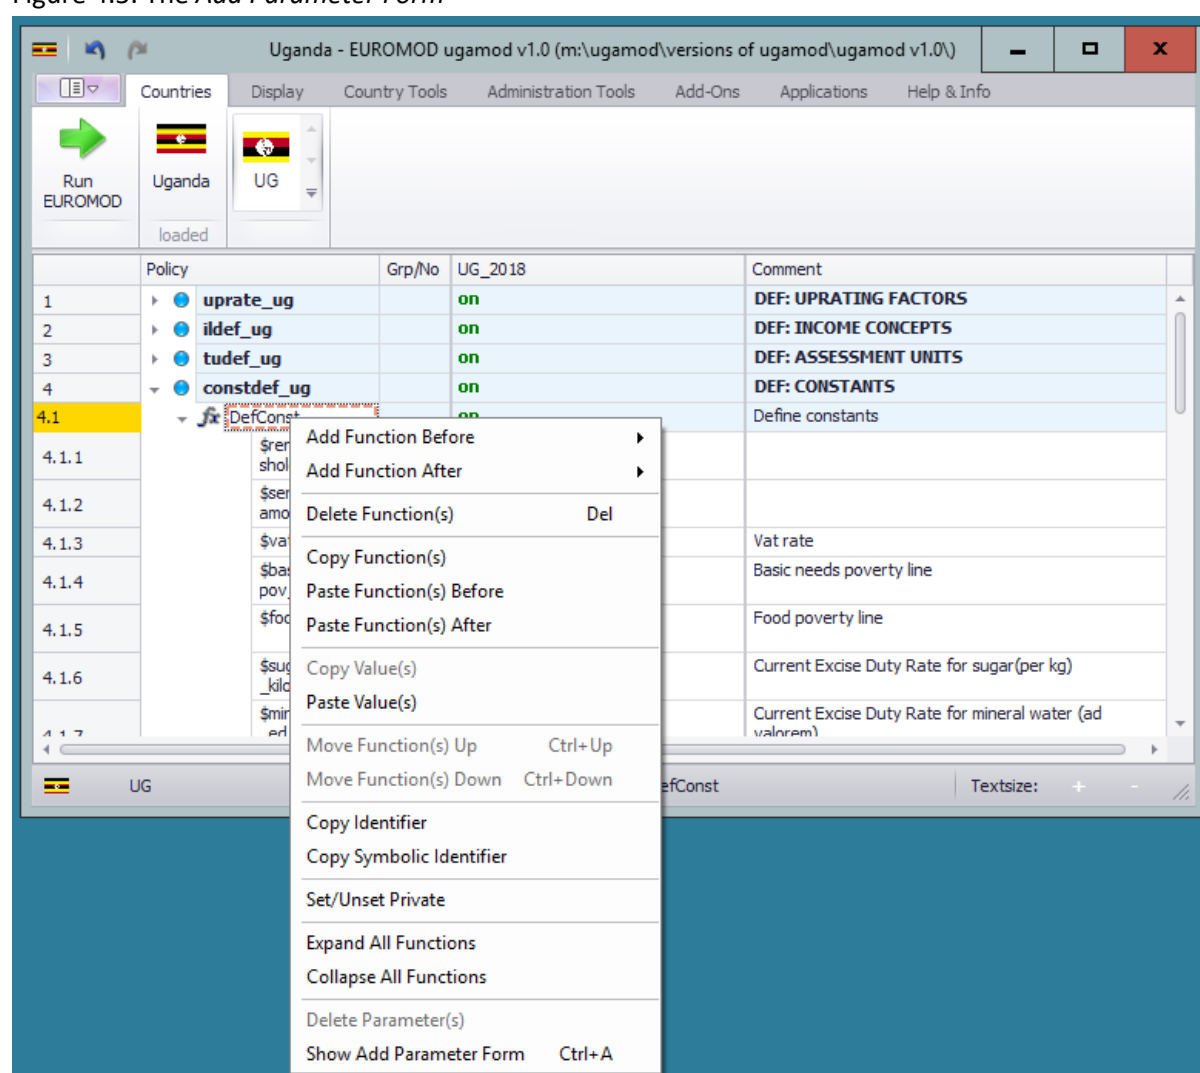 Figure 4.3: The Add Parameter Form
Uganda - EUROMOD ugamod v1.0 (m:\ugamod\versions of ugamod\ugamod v1.0\)
Countries Display Country Tools Administration Tools Add-Ons Applications Help & Info
Run EUROMOD
Uganda
UG
loaded
Policy Grp/No UG_2018 Comment
1 uprate_ug on DEF: UPRATING FACTORS
2 ildef_ug on DEF: INCOME CONCEPTS
3 tudef_ug on DEF: ASSESSMENT UNITS
4 constdef_ug on DEF: CONSTANTS
4.1 fx DefConst on Define constants
4.1.1
4.1.2
4.1.3 Vat rate
4.1.4 Basic needs poverty line
4.1.5 Food poverty line
4.1.6 Current Excise Duty Rate for sugar(per kg)
4.1.7 Current Excise Duty Rate for mineral water (ad
valorem)
Add Function Before
Add Function After
Delete Function(s) Del
Copy Function(s)
Paste Function(s) Before
Paste Function(s) After
Copy Value(s)
Paste Value(s)
Move Function(s) Up Ctrl+Up
Move Function(s) Down Ctrl+Down
Copy Identifier
Copy Symbolic Identifier
Set/Unset Private
Expand All Functions
Collapse All Functions
Delete Parameter(s)
Show Add Parameter Form Ctrl+A
UG Textsize: + -